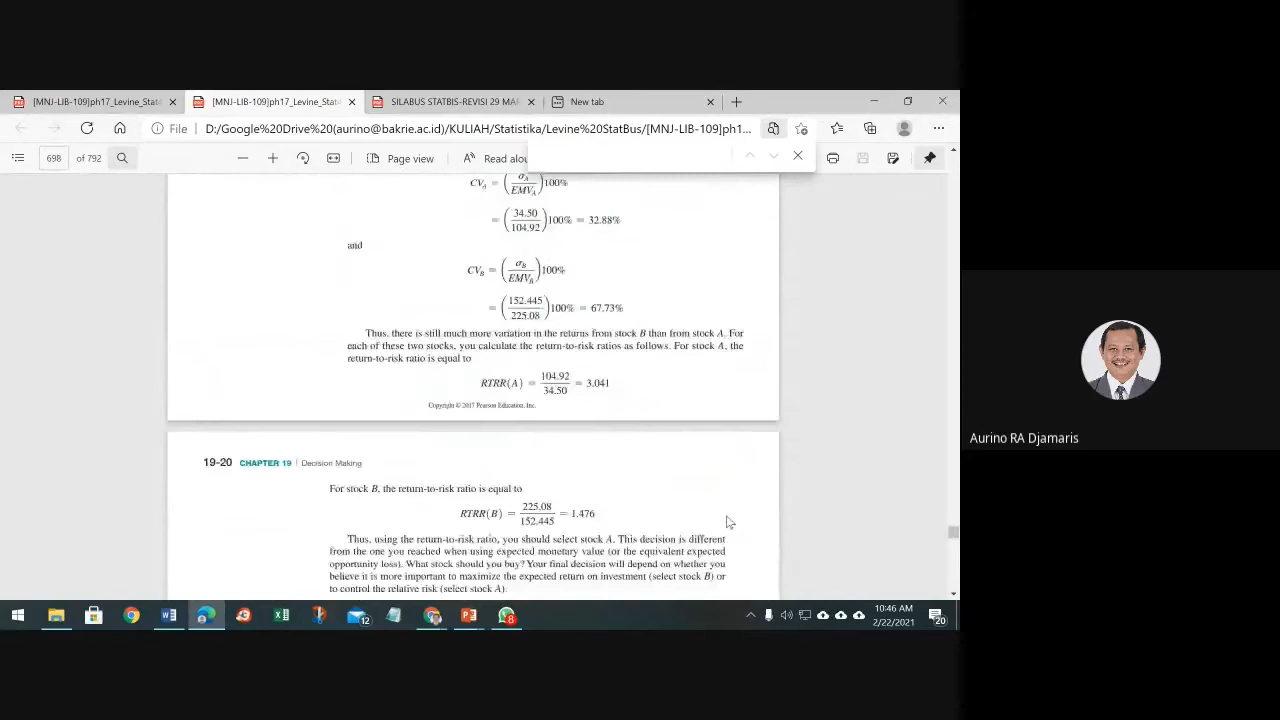 [MNJ-LIB-109]ph17_Levine_Stat
[MNJ-LIB-109]ph17_Levine_Stat
SILABUS STATBIS-REVISI 29 MAR
New tab
File D:/Google%20Drive%20(aurino@bakrie.ac.id)/KULIAH/Statistika/Levine%20StatBus/[MNJ-LIB-109]ph1...
698 of 792
Page view
Read alou
CV_A = (σ_A / EMV_A)100%
= (34.50 / 104.92)100% = 32.88%
and
CV_B = (σ_B / EMV_B)100%
= (152.445 / 225.08)100% = 67.73%
Thus, there is still much more variation in the returns from stock B than from stock A. For
each of these two stocks, you calculate the return-to-risk ratios as follows. For stock A, the
return-to-risk ratio is equal to
RTRR(A) = 104.92 / 34.50 = 3.041
Copyright © 2017 Pearson Education, Inc.
19-20 CHAPTER 19 | Decision Making
For stock B, the return-to-risk ratio is equal to
RTRR(B) = 225.08 / 152.445 = 1.476
Thus, using the return-to-risk ratio, you should select stock A. This decision is different
from the one you reached when using expected monetary value (or the equivalent expected
opportunity loss). What stock should you buy? Your final decision will depend on whether you
believe it is more important to maximize the expected return on investment (select stock B) or
to control the relative risk (select stock A).
Aurino RA Djamaris
12
8
10:46 AM
2/22/2021
20